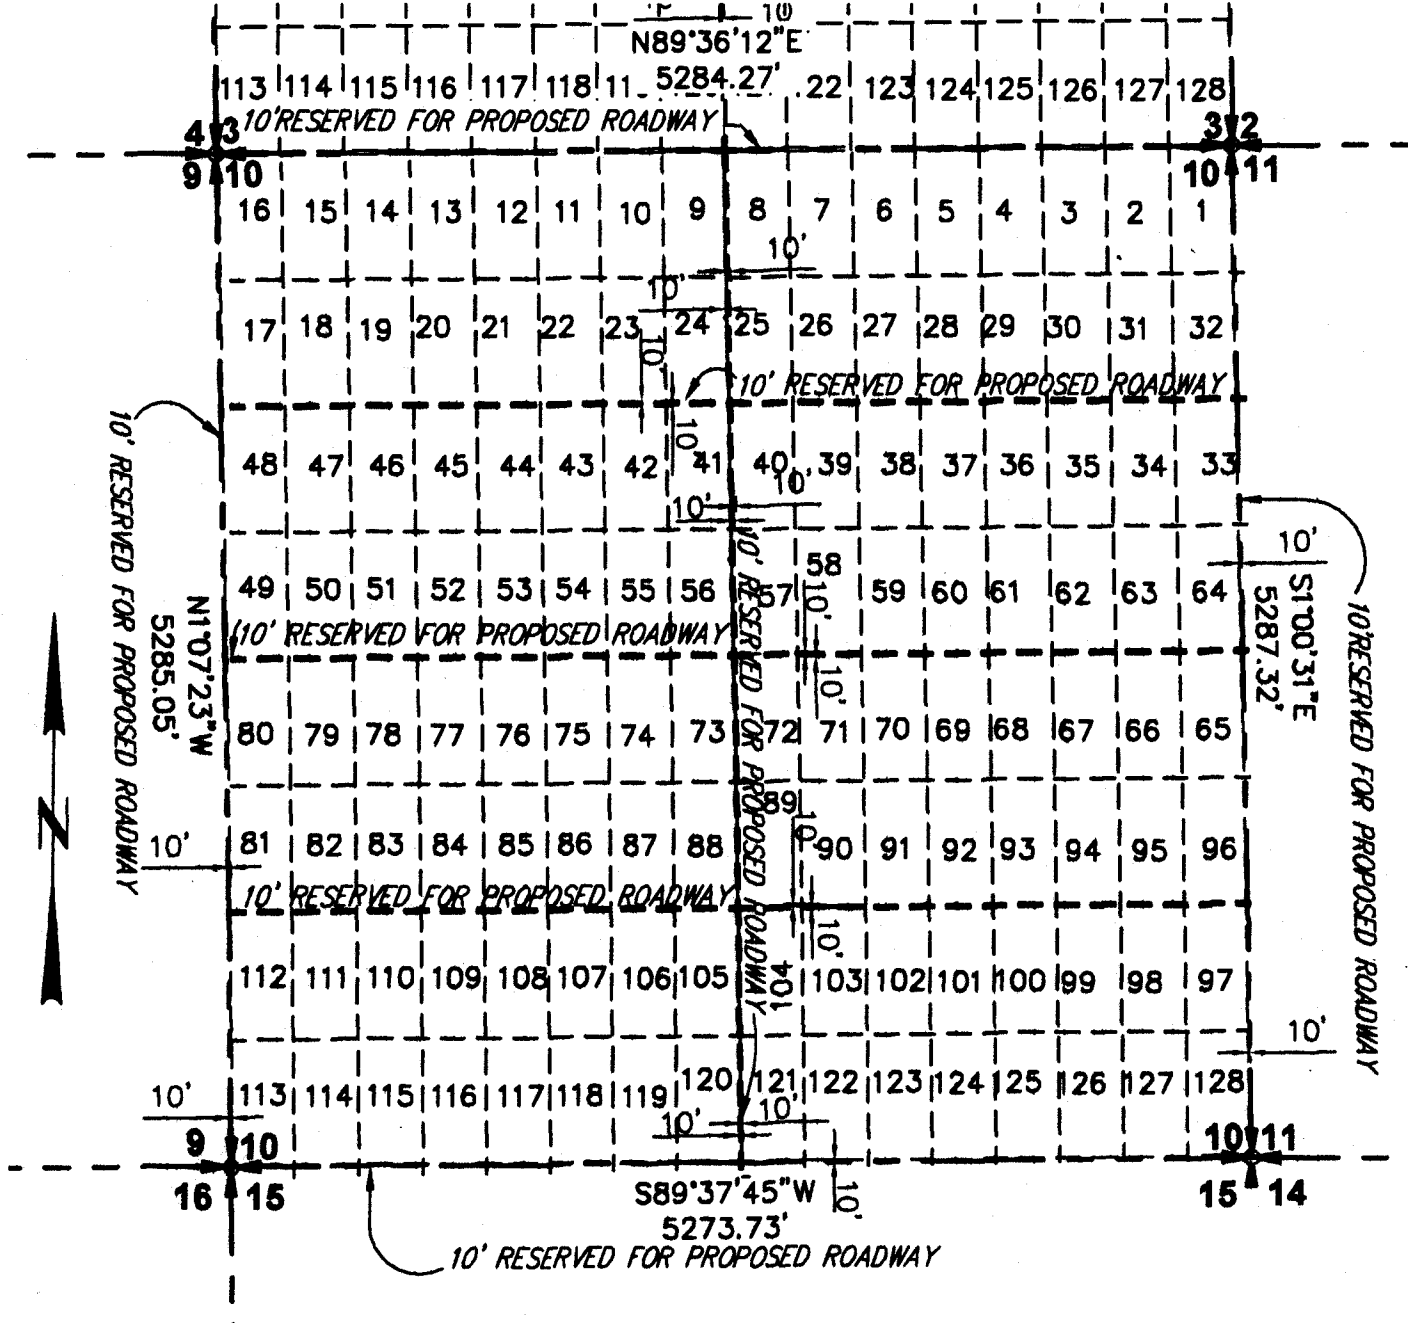 10
N89°36'12"E
5284.27'
113 114 115 116 117 118 11 22 123 124 125 126 127 128
10' RESERVED FOR PROPOSED ROADWAY
4 3 3 2
9 10 10 11
16 15 14 13 12 11 10 9 8 7 6 5 4 3 2 1
10'
10'
17 18 19 20 21 22 23 24 25 26 27 28 29 30 31 32
10'
10' RESERVED FOR PROPOSED ROADWAY
10'
48 47 46 45 44 43 42 41 40 39 38 37 36 35 34 33
10'
10'
10'
49 50 51 52 53 54 55 56 57 58 59 60 61 62 63 64
10'
10' RESERVED FOR PROPOSED ROADWAY
10'
80 79 78 77 76 75 74 73 72 71 70 69 68 67 66 65
10'
81 82 83 84 85 86 87 88 89 90 91 92 93 94 95 96
10'
10' RESERVED FOR PROPOSED ROADWAY
10'
112 111 110 109 108 107 106 105 104 103 102 101 100 99 98 97
10'
10'
113 114 115 116 117 118 119 120 121 122 123 124 125 126 127 128
10'
10'
9 10 10 11
16 15 15 14
10'
S89°37'45"W
5273.73'
10' RESERVED FOR PROPOSED ROADWAY
10' RESERVED FOR PROPOSED ROADWAY
N1°07'23"W
5285.05'
N
10' RESERVED FOR PROPOSED ROADWAY
S1°00'31"E
5287.32'
10' RESERVED FOR PROPOSED ROADWAY